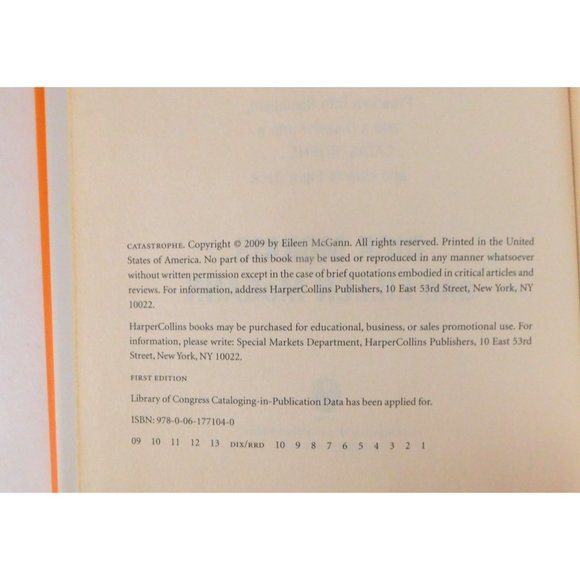 CATASTROPHE. Copyright © 2009 by Eileen McGann. All rights reserved. Printed in the United
States of America. No part of this book may be used or reproduced in any manner whatsoever
without written permission except in the case of brief quotations embodied in critical articles and
reviews. For information, address HarperCollins Publishers, 10 East 53rd Street, New York, NY
10022.
HarperCollins books may be purchased for educational, business, or sales promotional use. For
information, please write: Special Markets Department, HarperCollins Publishers, 10 East 53rd
Street, New York, NY 10022.
FIRST EDITION
Library of Congress Cataloging-in-Publication Data has been applied for.
ISBN: 978-0-06-177104-0
09 10 11 12 13 DIX/RRD 10 9 8 7 6 5 4 3 2 1